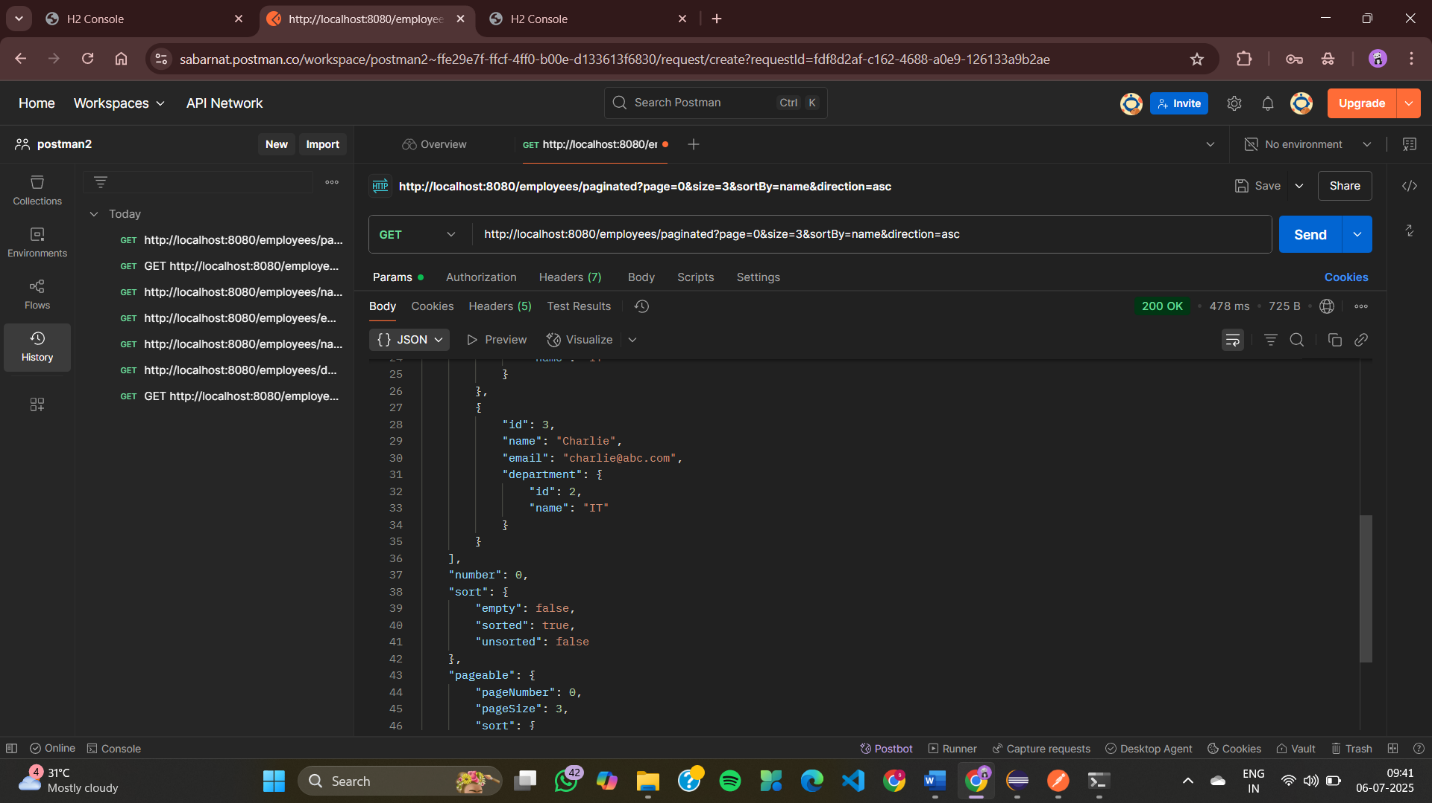 H2 Console
http://localhost:8080/employee
H2 Console
sabarnat.postman.co/workspace/postman2~ffe29e7f-ffcf-4ff0-b00e-d133613f6830/request/create?requestId=fdf8d2af-c162-4688-a0e9-126133a9b2ae
Home Workspaces API Network
Search Postman Ctrl K
Invite
Upgrade
postman2
New Import
Overview
GET http://localhost:8080/er
No environment
Collections
Environments
Flows
History
Today
GET http://localhost:8080/employees/pa...
GET GET http://localhost:8080/employe...
GET http://localhost:8080/employees/na...
GET http://localhost:8080/employees/e...
GET http://localhost:8080/employees/na...
GET http://localhost:8080/employees/d...
GET GET http://localhost:8080/employe...
HTTP http://localhost:8080/employees/paginated?page=0&size=3&sortBy=name&direction=asc
Save Share
GET http://localhost:8080/employees/paginated?page=0&size=3&sortBy=name&direction=asc
Send
Params Authorization Headers (7) Body Scripts Settings
Cookies
Body Cookies Headers (5) Test Results
200 OK • 478 ms • 725 B
{} JSON Preview Visualize
24 "name": "IT"
25 }
26 },
27 {
28 "id": 3,
29 "name": "Charlie",
30 "email": "charlie@abc.com",
31 "department": {
32 "id": 2,
33 "name": "IT"
34 }
35 }
36 ],
37 "number": 0,
38 "sort": {
39 "empty": false,
40 "sorted": true,
41 "unsorted": false
42 },
43 "pageable": {
44 "pageNumber": 0,
45 "pageSize": 3,
46 "sort": {
Online Console
Postbot Runner Capture requests Desktop Agent Cookies Vault Trash
4
31°C
Mostly cloudy
Search
42
ENG
IN
09:41
06-07-2025